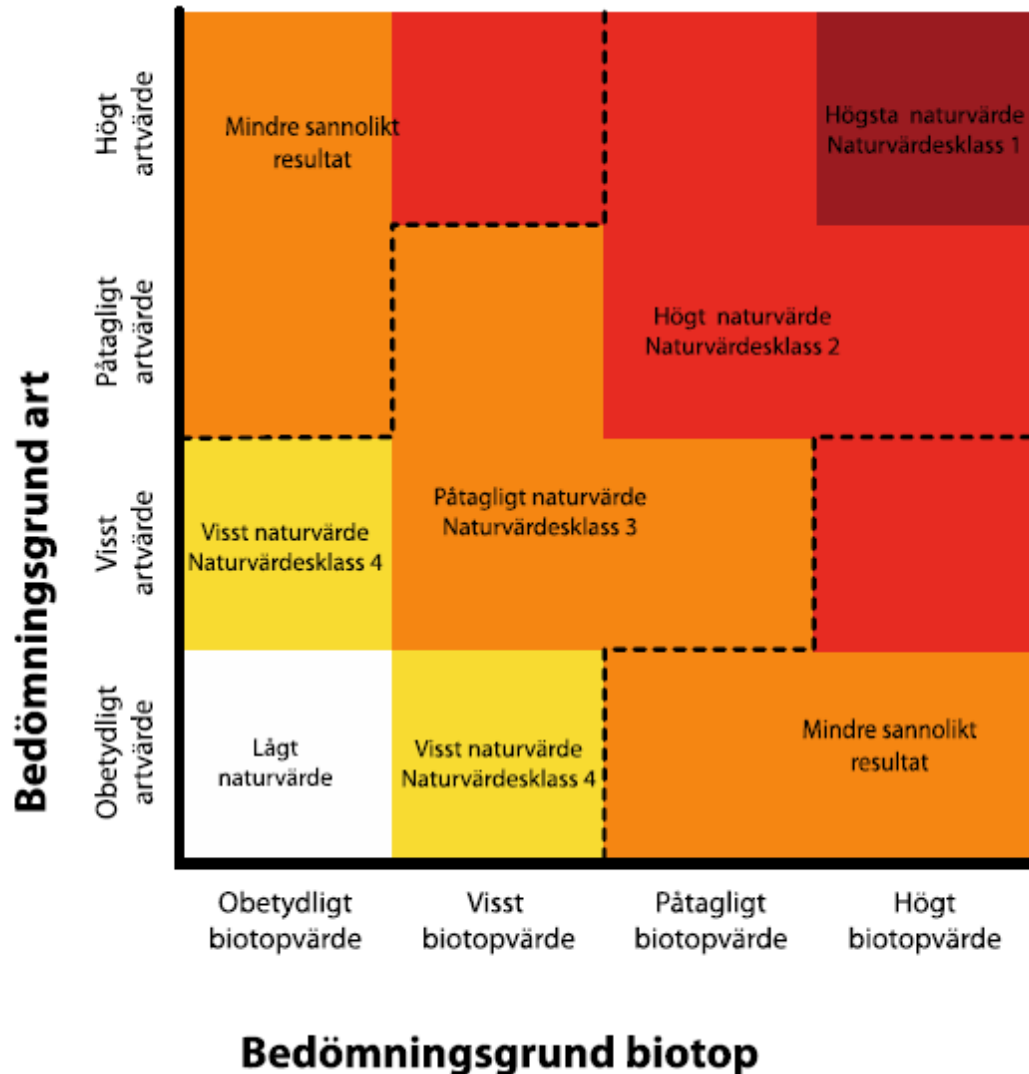 Bedömningsgrund art
Högt
artvärde
Påtagligt
artvärde
Visst
artvärde
Obetydligt
artvärde
Mindre sannolikt
resultat
Högsta naturvärde
Naturvärdesklass 1
Högt naturvärde
Naturvärdesklass 2
Påtagligt naturvärde
Naturvärdesklass 3
Visst naturvärde
Naturvärdesklass 4
Lågt
naturvärde
Visst naturvärde
Naturvärdesklass 4
Mindre sannolikt
resultat
Obetydligt
biotopvärde
Visst
biotopvärde
Påtagligt
biotopvärde
Högt
biotopvärde
Bedömningsgrund biotop